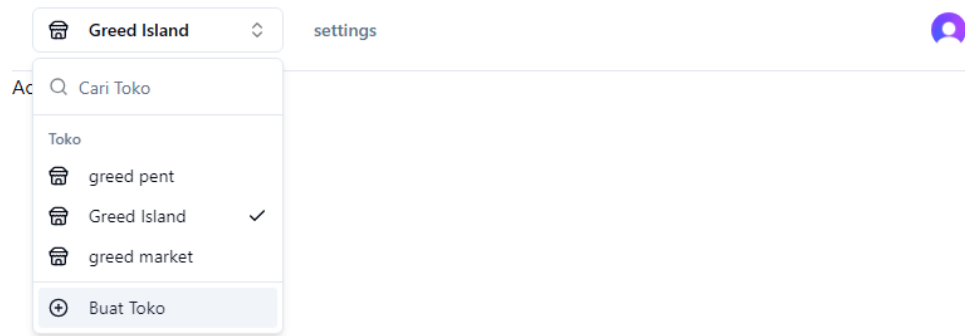 Greed Island
settings
Cari Toko
Toko
greed pent
Greed Island
greed market
Buat Toko